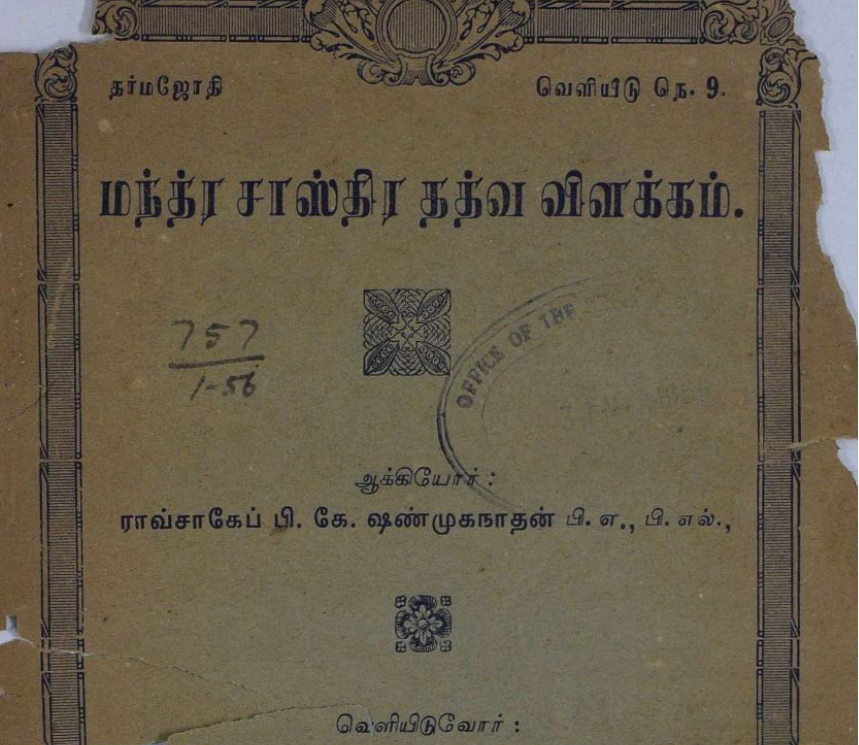 தர்மஜோதி வெளியீடு நெ. 9.
மந்த்ர சாஸ்திர தத்வ விளக்கம்.
757
1-56
OFFICE OF THE
ஆக்கியோர் :
ராவ்சாகேப் பி. கே. ஷண்முகநாதன் பி. எ., பி. எல்.,
வெளியிடுவோர் :